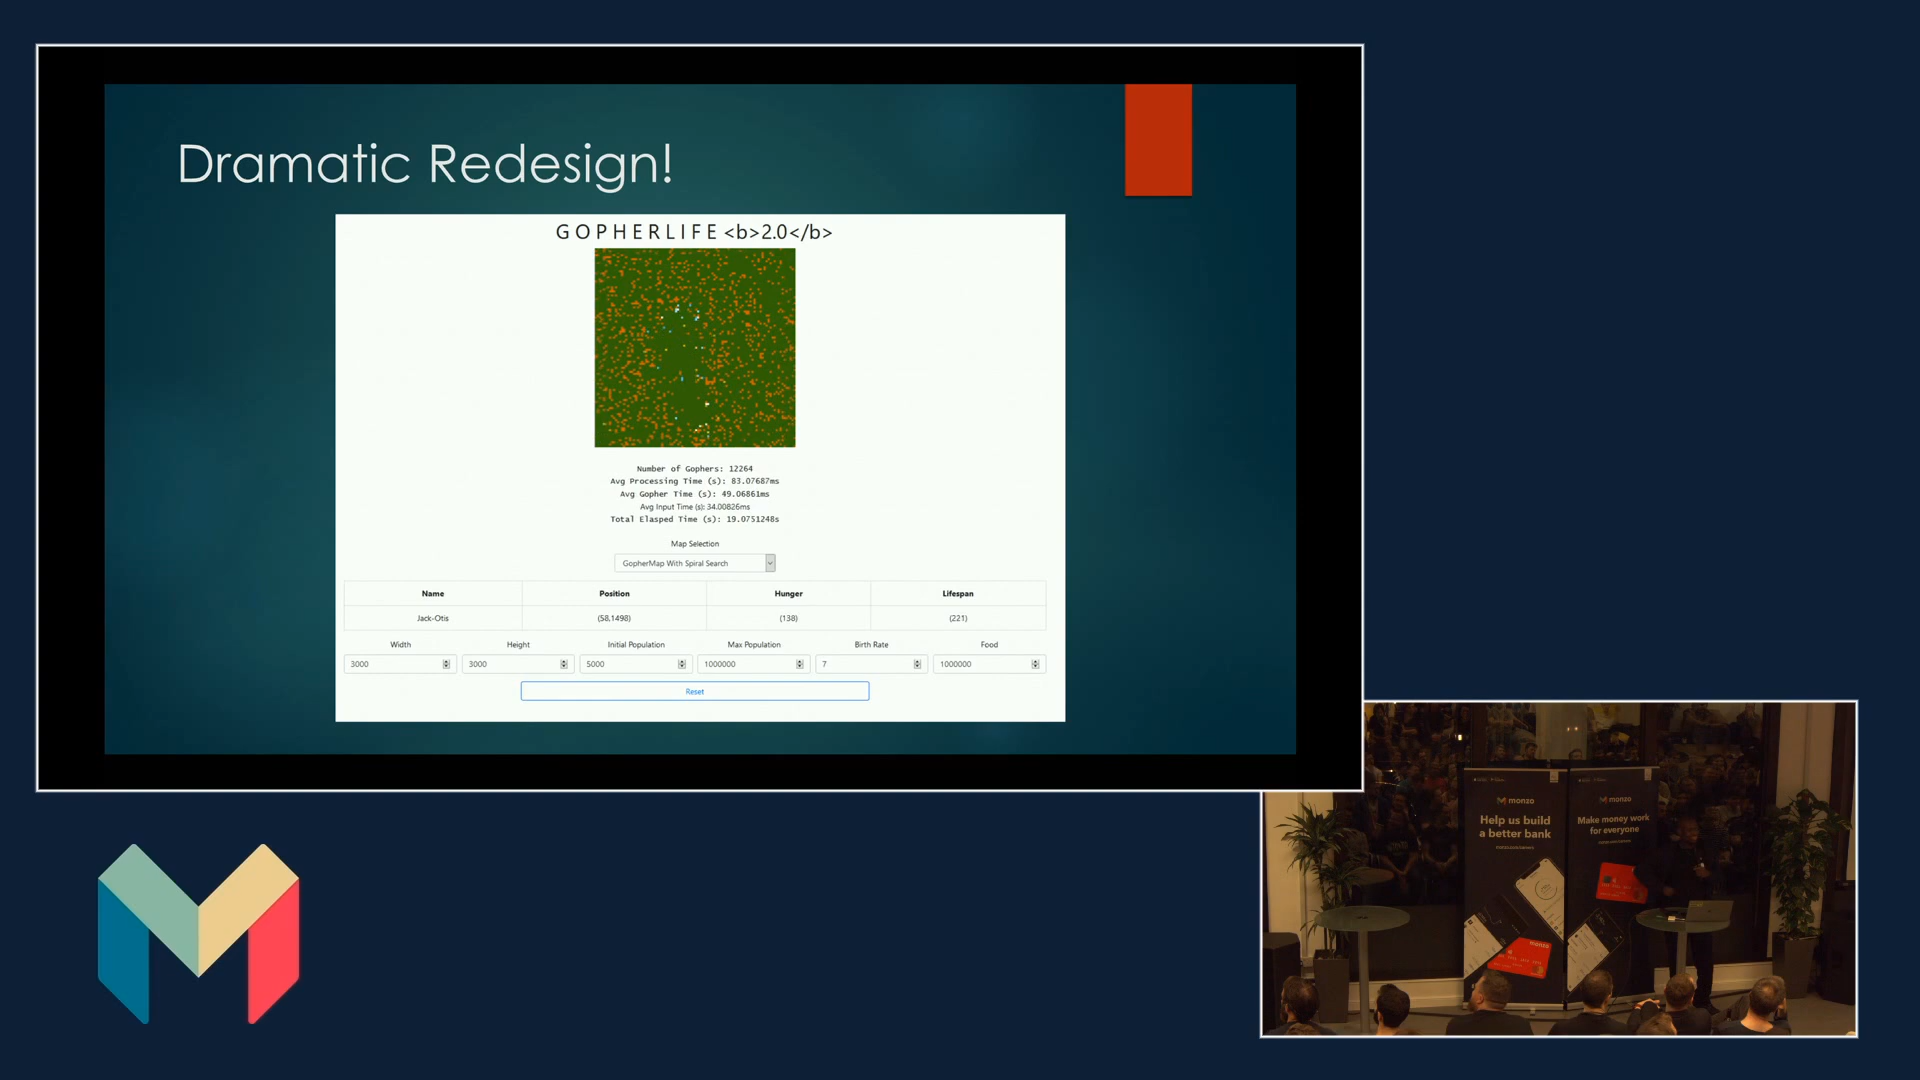 Dramatic Redesign!
G O P H E R L I F E <b>2.0</b>
Number of Gophers: 12264
Avg Processing Time (s): 83.07687ms
Avg Gopher Time (s): 49.06861ms
Avg Input Time (s): 34.00826ms
Total Elasped Time (s): 19.0751248s
Map Selection
GopherMap With Spiral Search
Name Position Hunger Lifespan
Jack-Otis (58,1498) (138) (221)
Width Height Initial Population Max Population Birth Rate Food
3000 3000 5000 1000000 7 1000000
Reset
monzo
Help us build
a better bank
monzo
Make money work
for everyone
monzo